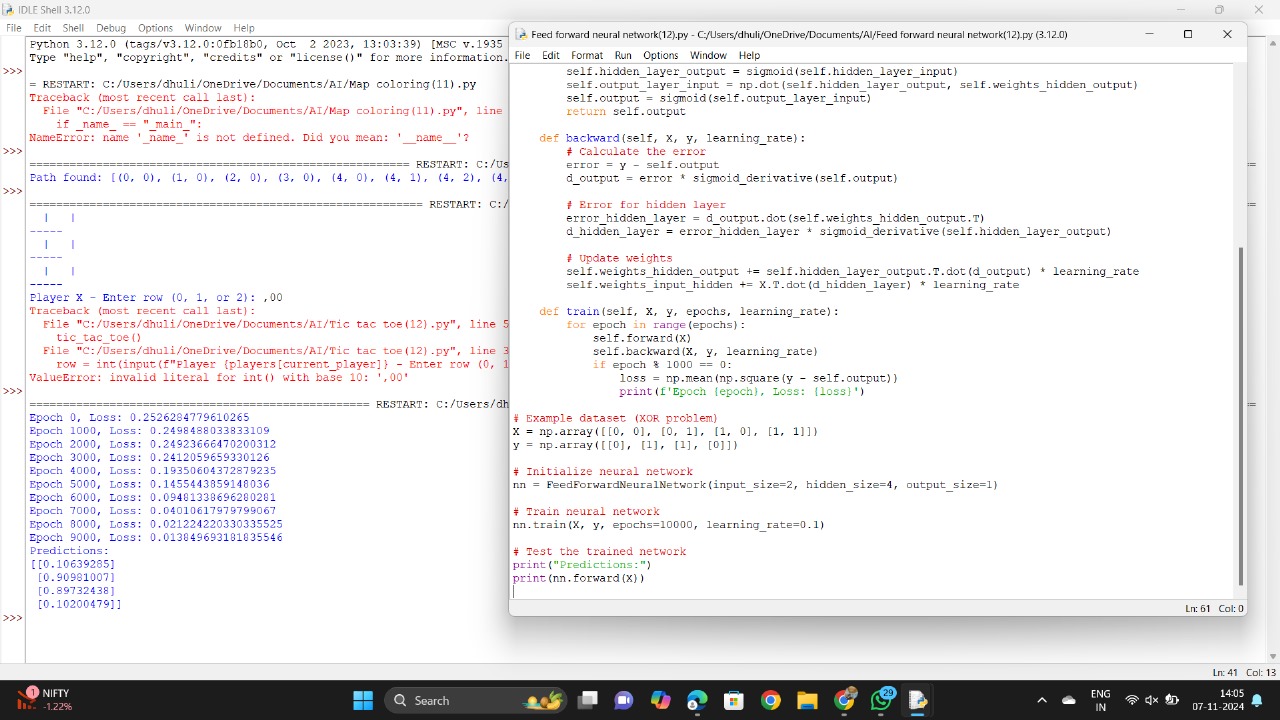 IDLE Shell 3.12.0
File Edit Shell Debug Options Window Help
Python 3.12.0 (tags/v3.12.0:0fb18b0, Oct  2 2023, 13:03:39) [MSC v.1935
Type "help", "copyright", "credits" or "license()" for more information.
>>>
= RESTART: C:/Users/dhuli/OneDrive/Documents/AI/Map coloring(11).py
Traceback (most recent call last):
  File "C:/Users/dhuli/OneDrive/Documents/AI/Map coloring(11).py", line
    if _name_ == "_main_":
NameError: name '_name_' is not defined. Did you mean: '__name__'?
>>>
========================================================= RESTART: C:/Us
Path found: [(0, 0), (1, 0), (2, 0), (3, 0), (4, 0), (4, 1), (4, 2), (4,
>>>
=========================================================== RESTART: C:/
  |   |
-----
  |   |
-----
  |   |
-----
Player X - Enter row (0, 1, or 2): ,00
Traceback (most recent call last):
  File "C:/Users/dhuli/OneDrive/Documents/AI/Tic tac toe(12).py", line 5
    tic_tac_toe()
  File "C:/Users/dhuli/OneDrive/Documents/AI/Tic tac toe(12).py", line 3
    row = int(input(f"Player {players[current_player]} - Enter row (0, 1
ValueError: invalid literal for int() with base 10: ',00'
>>>
=================================================== RESTART: C:/Users/dh
Epoch 0, Loss: 0.2526284779610265
Epoch 1000, Loss: 0.2498488033833109
Epoch 2000, Loss: 0.24923666470200312
Epoch 3000, Loss: 0.2412059659330126
Epoch 4000, Loss: 0.19350604372879235
Epoch 5000, Loss: 0.1455443859148036
Epoch 6000, Loss: 0.09481338696280281
Epoch 7000, Loss: 0.04010617979799067
Epoch 8000, Loss: 0.021224220330335525
Epoch 9000, Loss: 0.013849693181835546
Predictions:
[[0.10639285]
 [0.90981007]
 [0.89732438]
 [0.10200479]]
>>>
Ln: 41 Col: 13
Feed forward neural network(12).py - C:/Users/dhuli/OneDrive/Documents/AI/Feed forward neural network(12).py (3.12.0)
File Edit Format Run Options Window Help
        self.hidden_layer_output = sigmoid(self.hidden_layer_input)
        self.output_layer_input = np.dot(self.hidden_layer_output, self.weights_hidden_output)
        self.output = sigmoid(self.output_layer_input)
        return self.output
    def backward(self, X, y, learning_rate):
        # Calculate the error
        error = y - self.output
        d_output = error * sigmoid_derivative(self.output)
        # Error for hidden layer
        error_hidden_layer = d_output.dot(self.weights_hidden_output.T)
        d_hidden_layer = error_hidden_layer * sigmoid_derivative(self.hidden_layer_output)
        # Update weights
        self.weights_hidden_output += self.hidden_layer_output.T.dot(d_output) * learning_rate
        self.weights_input_hidden += X.T.dot(d_hidden_layer) * learning_rate
    def train(self, X, y, epochs, learning_rate):
        for epoch in range(epochs):
            self.forward(X)
            self.backward(X, y, learning_rate)
            if epoch % 1000 == 0:
                loss = np.mean(np.square(y - self.output))
                print(f'Epoch {epoch}, Loss: {loss}')
# Example dataset (XOR problem)
X = np.array([[0, 0], [0, 1], [1, 0], [1, 1]])
y = np.array([[0], [1], [1], [0]])
# Initialize neural network
nn = FeedForwardNeuralNetwork(input_size=2, hidden_size=4, output_size=1)
# Train neural network
nn.train(X, y, epochs=10000, learning_rate=0.1)
# Test the trained network
print("Predictions:")
print(nn.forward(X))
Ln: 61 Col: 0
1
NIFTY
-1.22%
Search
29
ENG
IN
14:05
07-11-2024